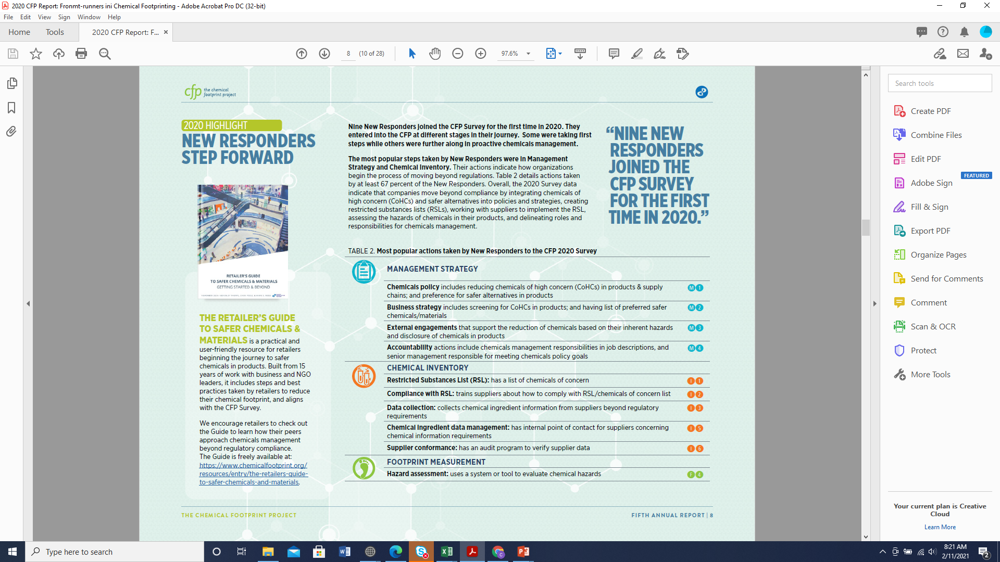 2020 CFP Report: Fronmt-runners ini Chemical Footprinting - Adobe Acrobat Pro DC (32-bit)
File Edit View Sign Window Help
Home Tools 2020 CFP Report: F... ×
8 (10 of 28) 97.6%
cfp the chemical
footprint project
2020 HIGHLIGHT
NEW RESPONDERS
STEP FORWARD
RETAILER'S GUIDE
TO SAFER CHEMICALS & MATERIALS
GETTING STARTED & BEYOND
THE RETAILER'S GUIDE
TO SAFER CHEMICALS &
MATERIALS is a practical and
user-friendly resource for retailers
beginning the journey to safer
chemicals in products. Built from 15
years of work with business and NGO
leaders, it includes steps and best
practices taken by retailers to reduce
their chemical footprint, and aligns
with the CFP Survey.
We encourage retailers to check out
the Guide to learn how their peers
approach chemicals management
beyond regulatory compliance.
The Guide is freely available at:
https://www.chemicalfootprint.org/
resources/entry/the-retailers-guide-
to-safer-chemicals-and-materials.
Nine New Responders joined the CFP Survey for the first time in 2020. They
entered into the CFP at different stages in their journey. Some were taking first
steps while others were further along in proactive chemicals management.
The most popular steps taken by New Responders were in Management
Strategy and Chemical Inventory. Their actions indicate how organizations
begin the process of moving beyond regulations. Table 2 details actions taken
by at least 67 percent of the New Responders. Overall, the 2020 Survey data
indicate that companies move beyond compliance by integrating chemicals of
high concern (CoHCs) and safer alternatives into policies and strategies, creating
restricted substances lists (RSLs), working with suppliers to implement the RSL,
assessing the hazards of chemicals in their products, and delineating roles and
responsibilities for chemicals management.
"NINE NEW
RESPONDERS
JOINED THE
CFP SURVEY
FOR THE FIRST
TIME IN 2020."
TABLE 2. Most popular actions taken by New Responders to the CFP 2020 Survey
MANAGEMENT STRATEGY
Chemicals policy includes reducing chemicals of high concern (CoHCs) in products & supply M 1
chains; and preference for safer alternatives in products
Business strategy includes screening for CoHCs in products; and having list of preferred safer M 2
chemicals/materials
External engagements that support the reduction of chemicals based on their inherent hazards M 3
and disclosure of chemicals in products
Accountability actions include chemicals management responsibilities in job descriptions, and M 4
senior management responsible for meeting chemicals policy goals
CHEMICAL INVENTORY
Restricted Substances List (RSL): has a list of chemicals of concern I 1
Compliance with RSL: trains suppliers about how to comply with RSL/chemicals of concern list I 2
Data collection: collects chemical ingredient information from suppliers beyond regulatory I 3
requirements
Chemical ingredient data management: has internal point of contact for suppliers concerning I 5
chemical information requirements
Supplier conformance: has an audit program to verify supplier data I 6
FOOTPRINT MEASUREMENT
Hazard assessment: uses a system or tool to evaluate chemical hazards F 4
THE CHEMICAL FOOTPRINT PROJECT
FIFTH ANNUAL REPORT | 8
Search tools
Create PDF
Combine Files
Edit PDF
FEATURED
Adobe Sign
Fill & Sign
Export PDF
Organize Pages
Send for Comments
Comment
Scan & OCR
Protect
More Tools
Your current plan is Creative
Cloud
Learn More
Type here to search
8:21 AM
2/11/2021
2